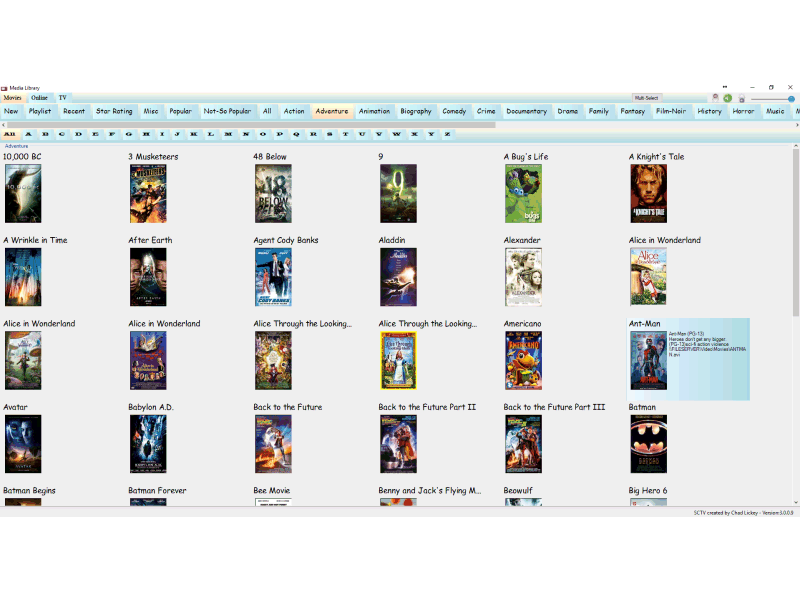 Media Library
Movies Online TV
Multi-Select
New Playlist Recent Star Rating Misc Popular Not-So Popular All Action Adventure Animation Biography Comedy Crime Documentary Drama Family Fantasy Film-Noir History Horror Music
All A B C D E F G H I J K L M N O P Q R S T U V W X Y Z
Adventure
10,000 BC 3 Musketeers 48 Below 9 A Bug's Life A Knight's Tale
A Wrinkle in Time After Earth Agent Cody Banks Aladdin Alexander Alice in Wonderland
Alice in Wonderland Alice in Wonderland Alice Through the Looking... Alice Through the Looking... Americano Ant-Man
Ant-Man (PG-13)
Heroes don't get any bigger
(PG-13)sci-fi action violence
Avatar Babylon A.D. Back to the Future Back to the Future Part II Back to the Future Part III Batman
Batman Begins Batman Forever Bee Movie Benny and Jack's Flying M... Beowulf Big Hero 6
SCTV created by Chad Lickey - Version:3.0.0.9